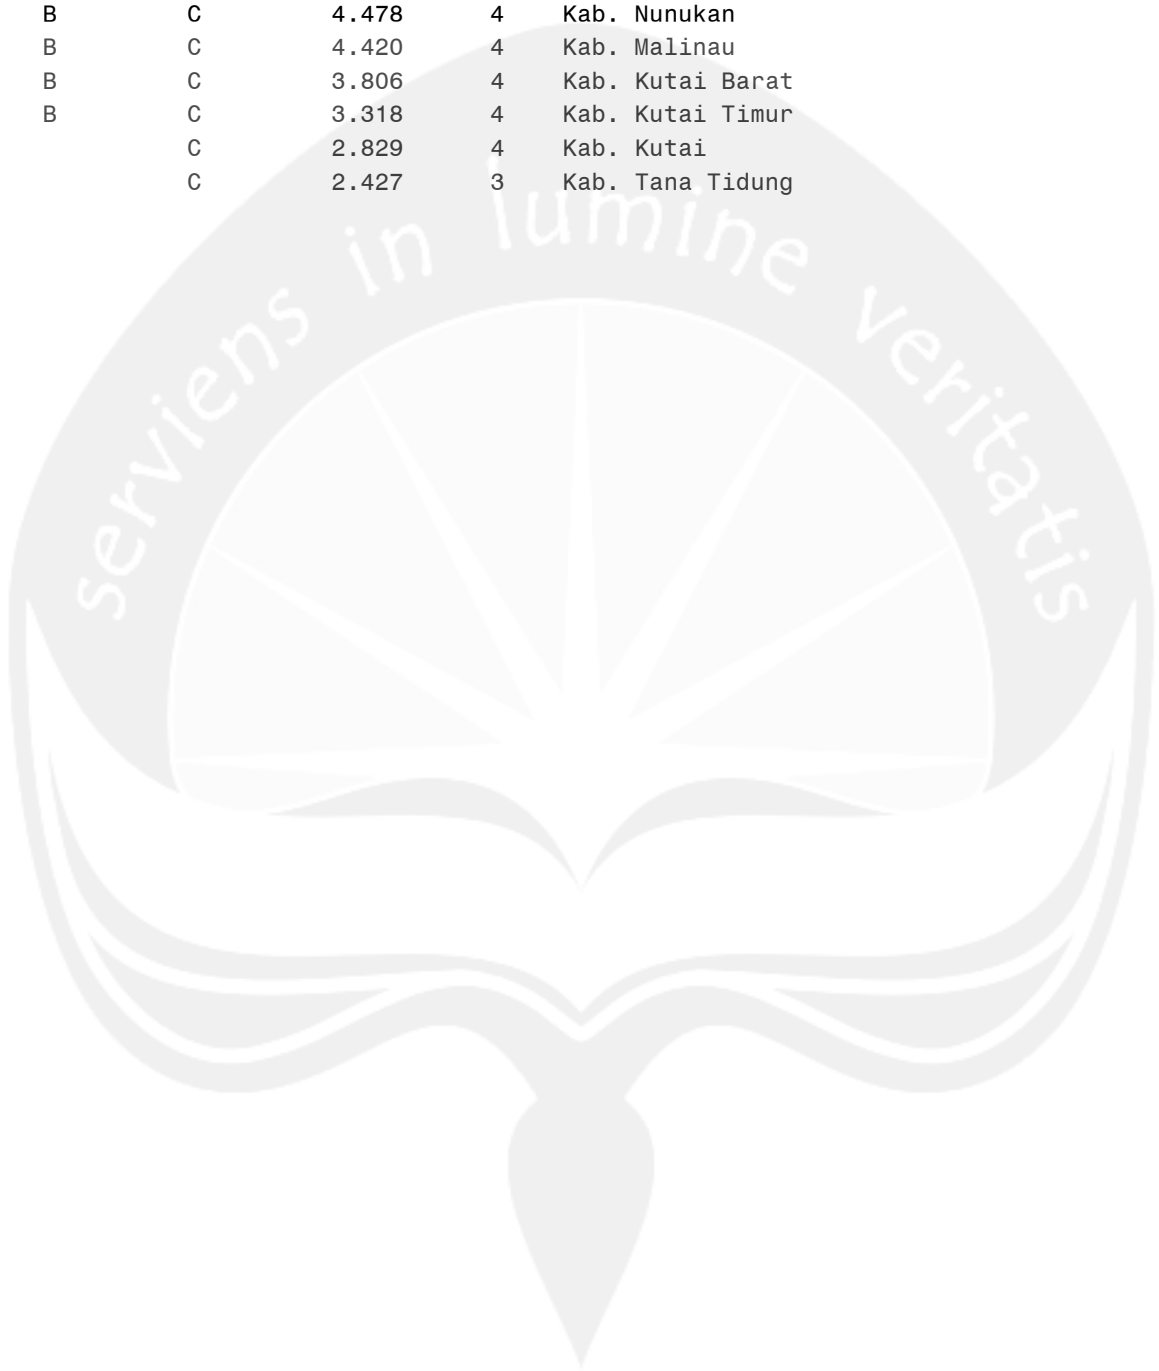 B C 4.478 4 Kab. Nunukan
B C 4.420 4 Kab. Malinau
B C 3.806 4 Kab. Kutai Barat
B C 3.318 4 Kab. Kutai Timur
C 2.829 4 Kab. Kutai
C 2.427 3 Kab. Tana Tidung
serviens in lumine veritatis